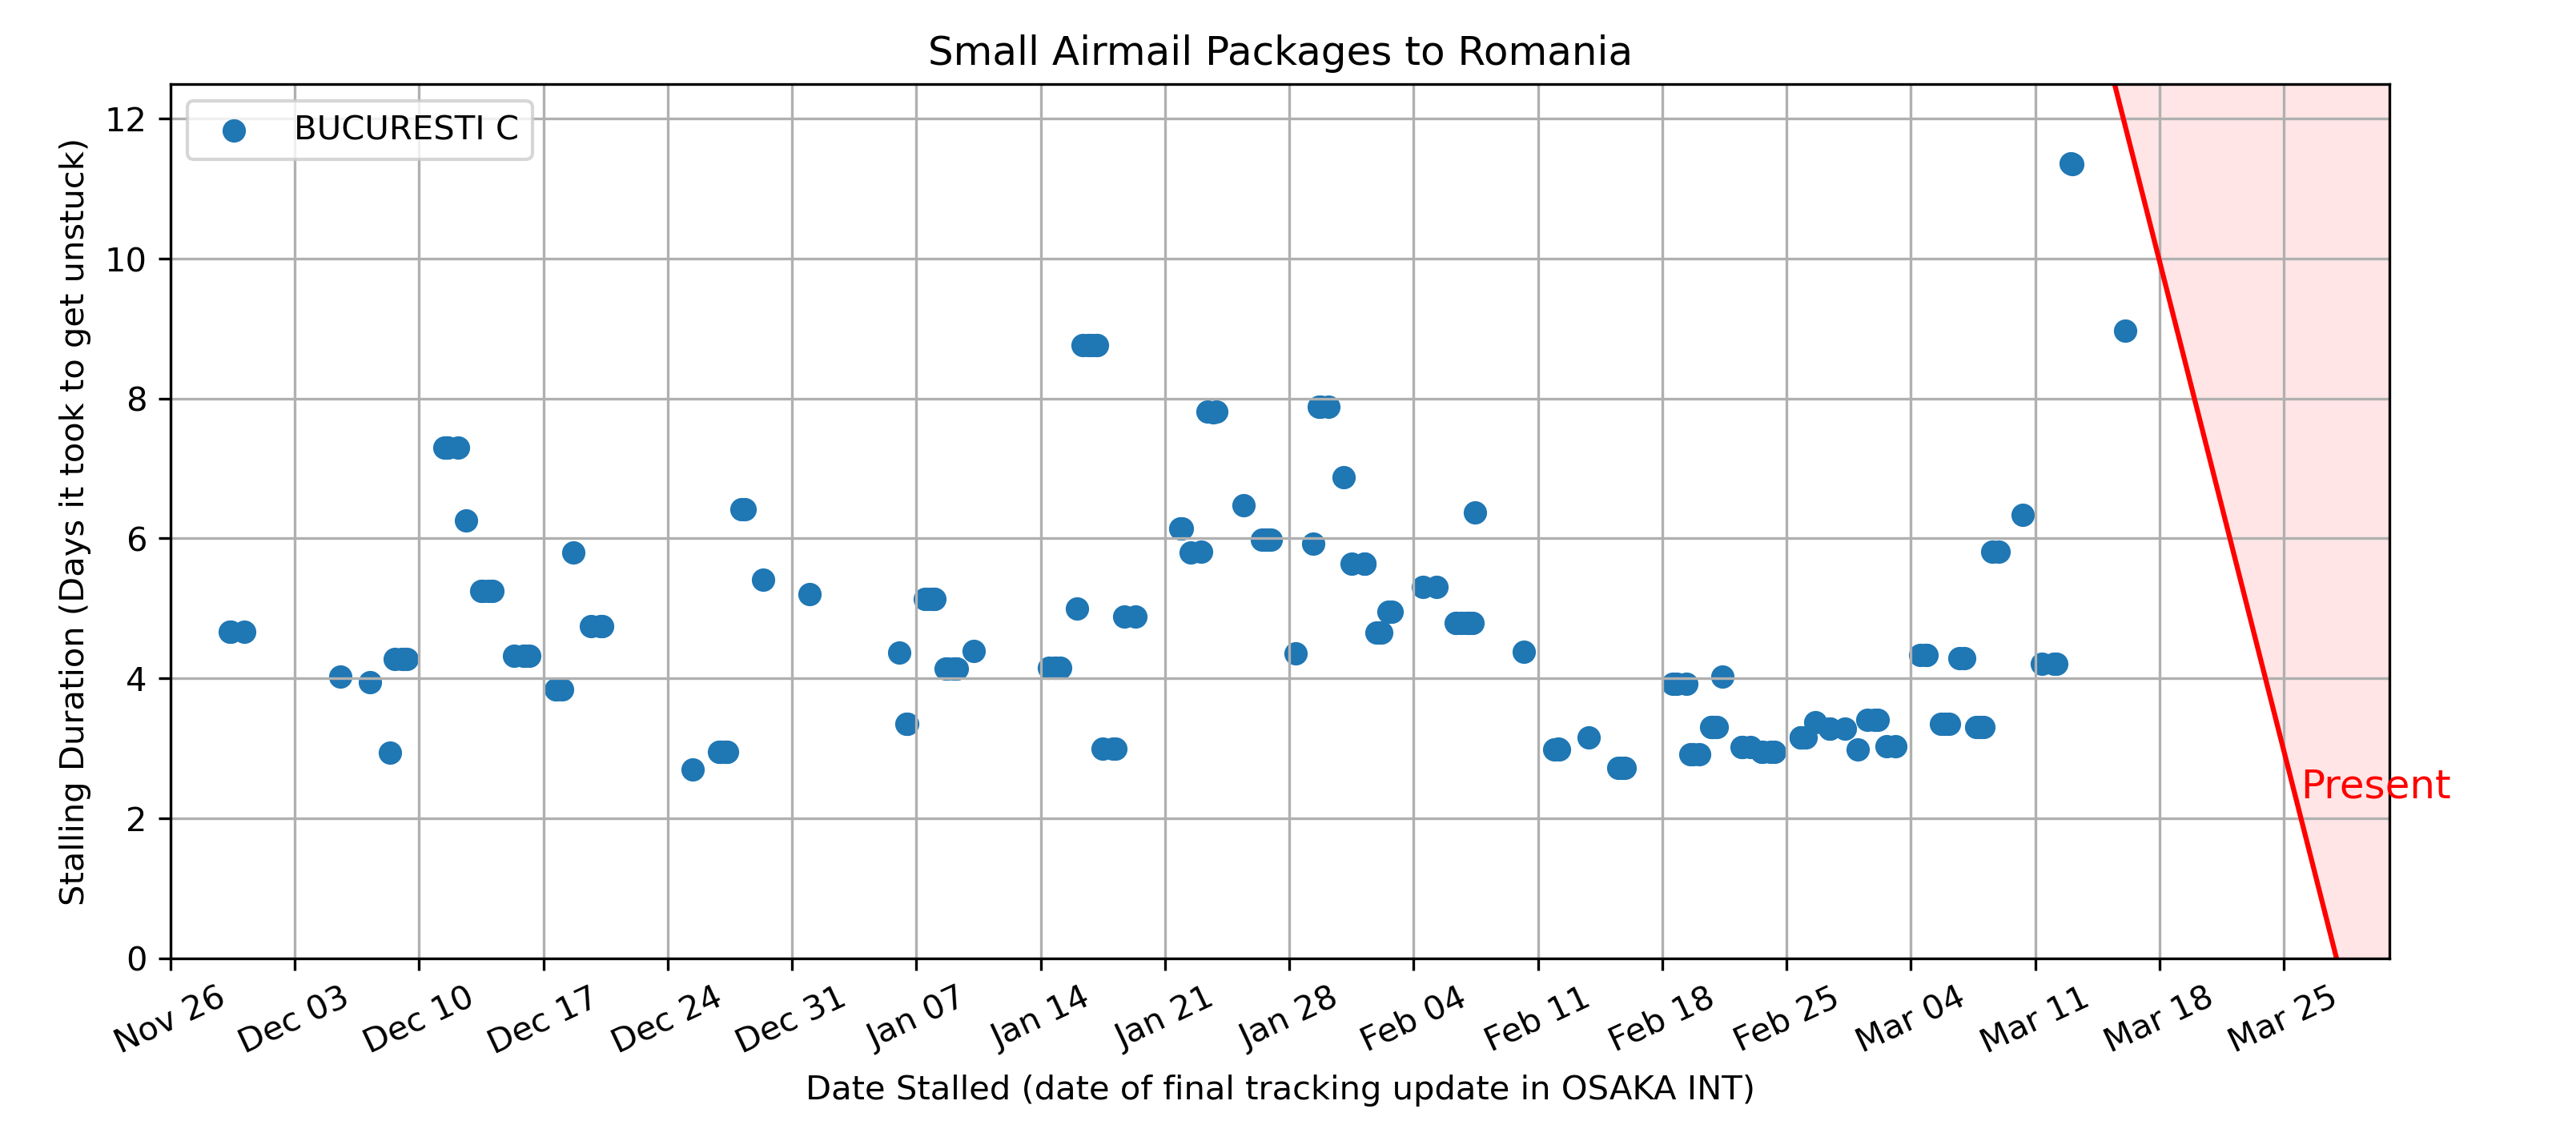 Small Airmail Packages to Romania
BUCURESTI C
Stalling Duration (Days it took to get unstuck)
12
10
8
6
4
2
0
Present
Nov 26
Dec 03
Dec 10
Dec 17
Dec 24
Dec 31
Jan 07
Jan 14
Jan 21
Jan 28
Feb 04
Feb 11
Feb 18
Feb 25
Mar 04
Mar 11
Mar 18
Mar 25
Date Stalled (date of final tracking update in OSAKA INT)